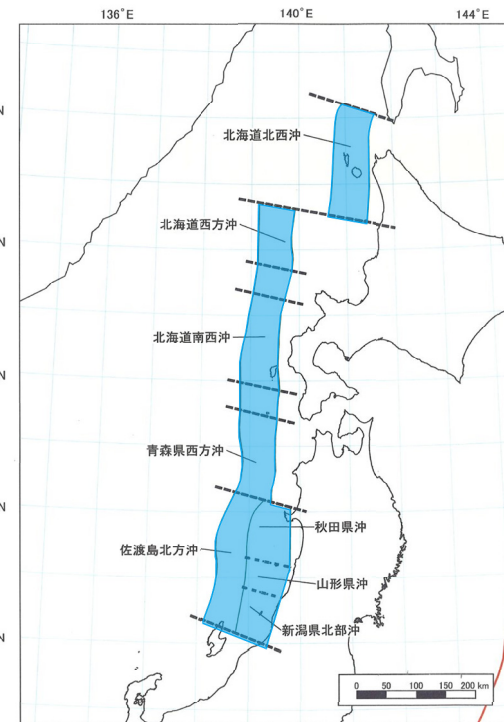 136°E 140°E 144°E
N
北海道北西沖
北海道西方沖
N
北海道南西沖
N
青森県西方沖
N
秋田県沖
佐渡島北方沖
山形県沖
新潟県北部沖
N
0 50 100 150 200 km